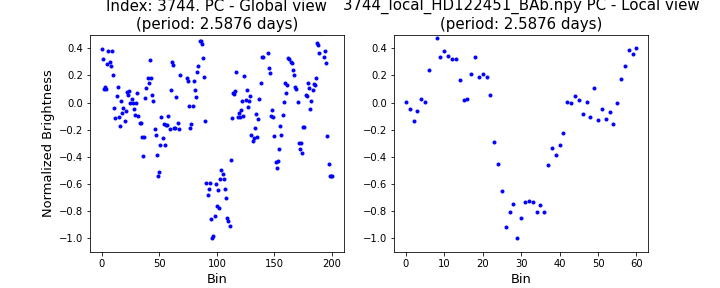 Index: 3744. PC - Global view
(period: 2.5876 days)
3744_local_HD122451_BAb.npy PC - Local view
(period: 2.5876 days)
Normalized Brightness
0.4
0.2
0.0
−0.2
−0.4
−0.6
−0.8
−1.0
0 50 100 150 200
Bin
0.4
0.2
0.0
−0.2
−0.4
−0.6
−0.8
−1.0
0 10 20 30 40 50 60
Bin